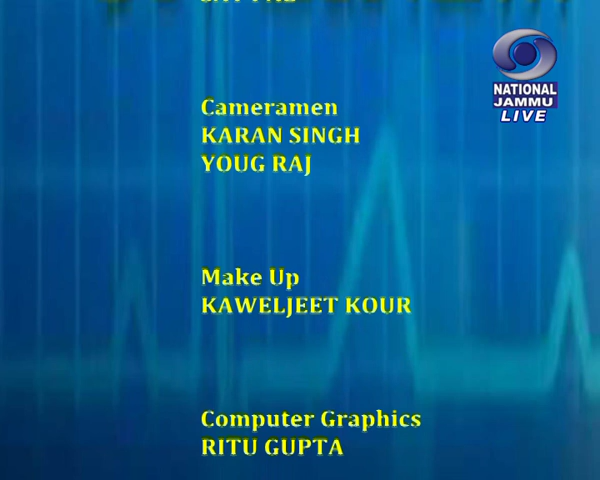 NATIONAL
JAMMU
LIVE
Cameramen
KARAN SINGH
YOUG RAJ
Make Up
KAWELJEET KOUR
Computer Graphics
RITU GUPTA